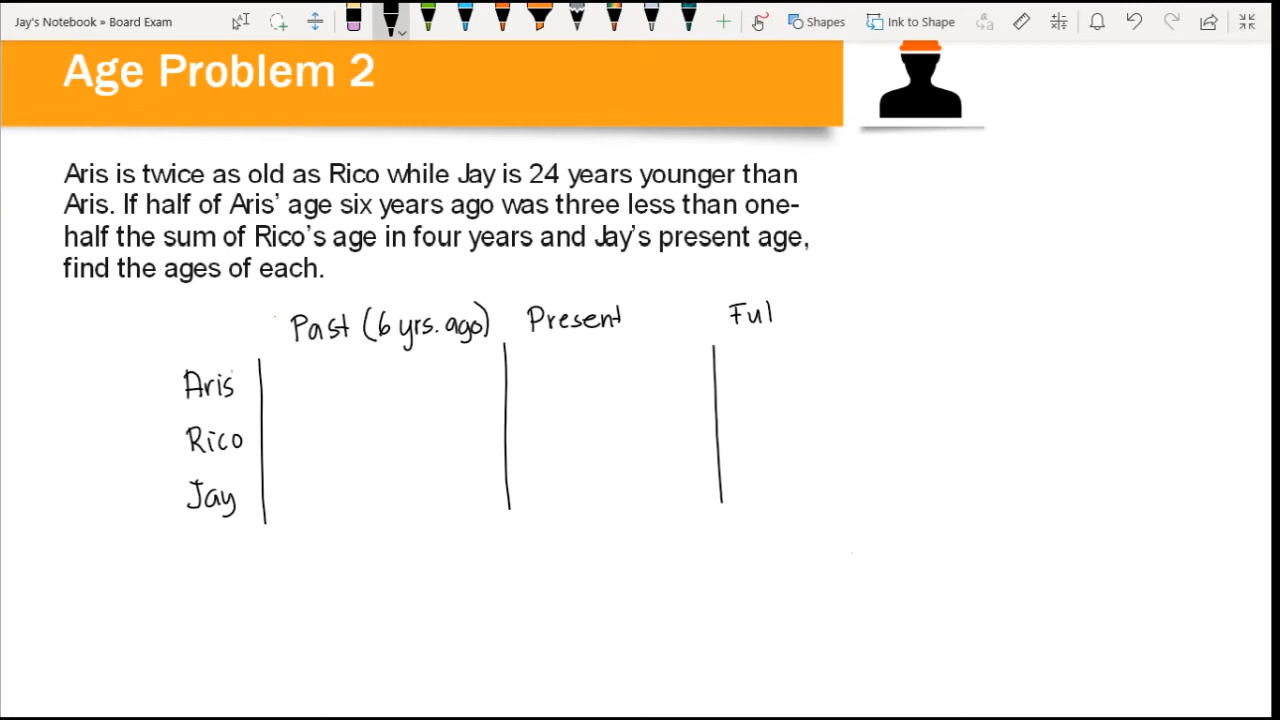 Jay's Notebook » Board Exam
Shapes
Ink to Shape
Age Problem 2
Aris is twice as old as Rico while Jay is 24 years younger than
Aris. If half of Aris' age six years ago was three less than one-
half the sum of Rico's age in four years and Jay's present age,
find the ages of each.
Past (6 yrs. ago) Present Fut
Aris
Rico
Jay